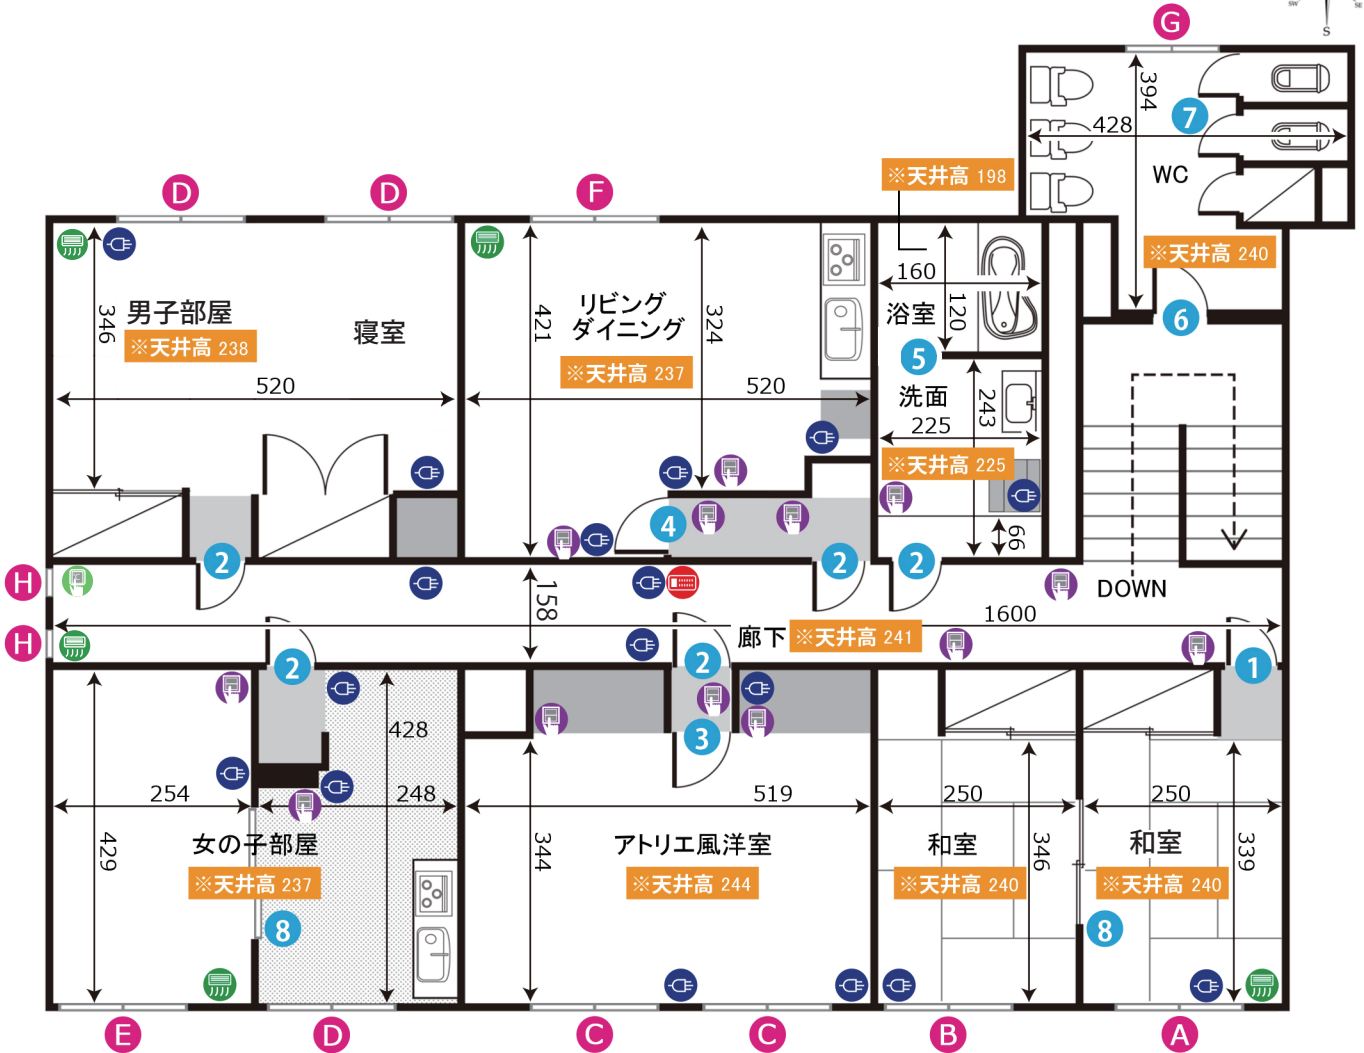 SW
S
SE
G
394
7
428
WC
※天井高 198
D
D
F
※天井高 240
6
346
男子部屋
※天井高 238
寝室
520
421
リビング
ダイニング
※天井高 237
324
520
160
浴室
120
5
洗面
243
225
※天井高 225
66
4
2
2
2
H
H
158
DOWN
1600
廊下
※天井高 241
2
2
1
3
428
254
248
519
250
250
429
女の子部屋
※天井高 237
344
アトリエ風洋室
※天井高 244
和室
※天井高 240
346
和室
※天井高 240
339
8
8
E
D
C
C
B
A